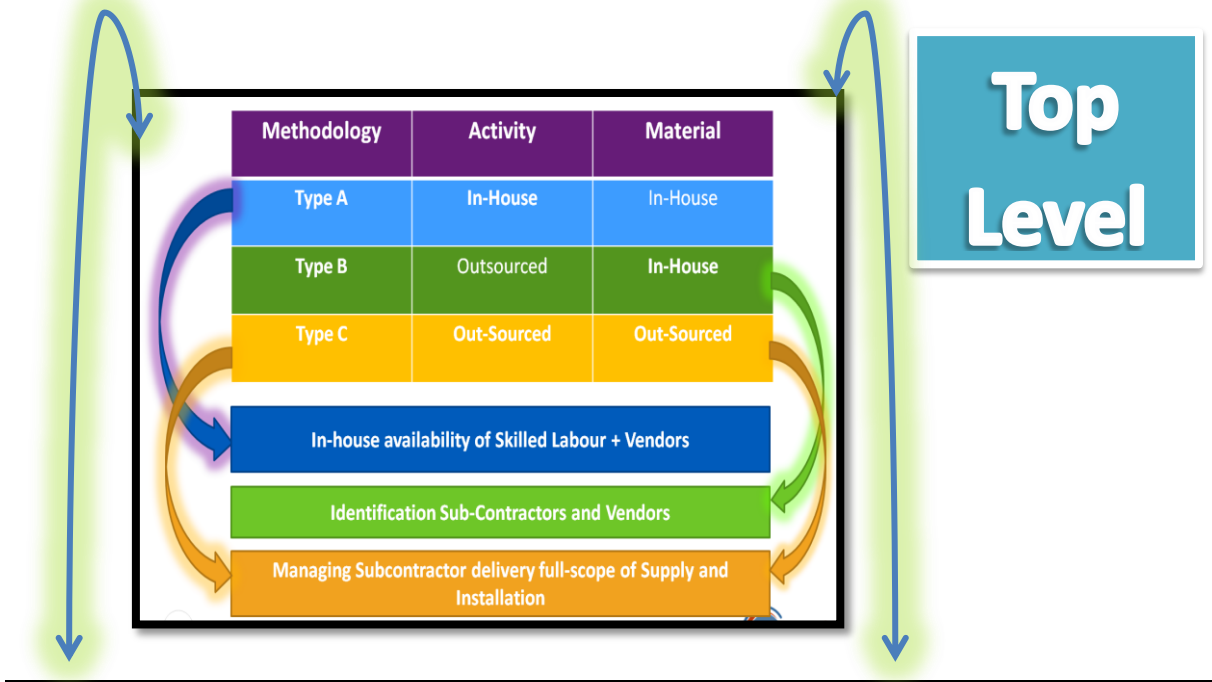 Top
Level
Methodology Activity Material
Type A In-House In-House
Type B Outsourced In-House
Type C Out-Sourced Out-Sourced
In-house availability of Skilled Labour + Vendors
Identification Sub-Contractors and Vendors
Managing Subcontractor delivery full-scope of Supply and
Installation